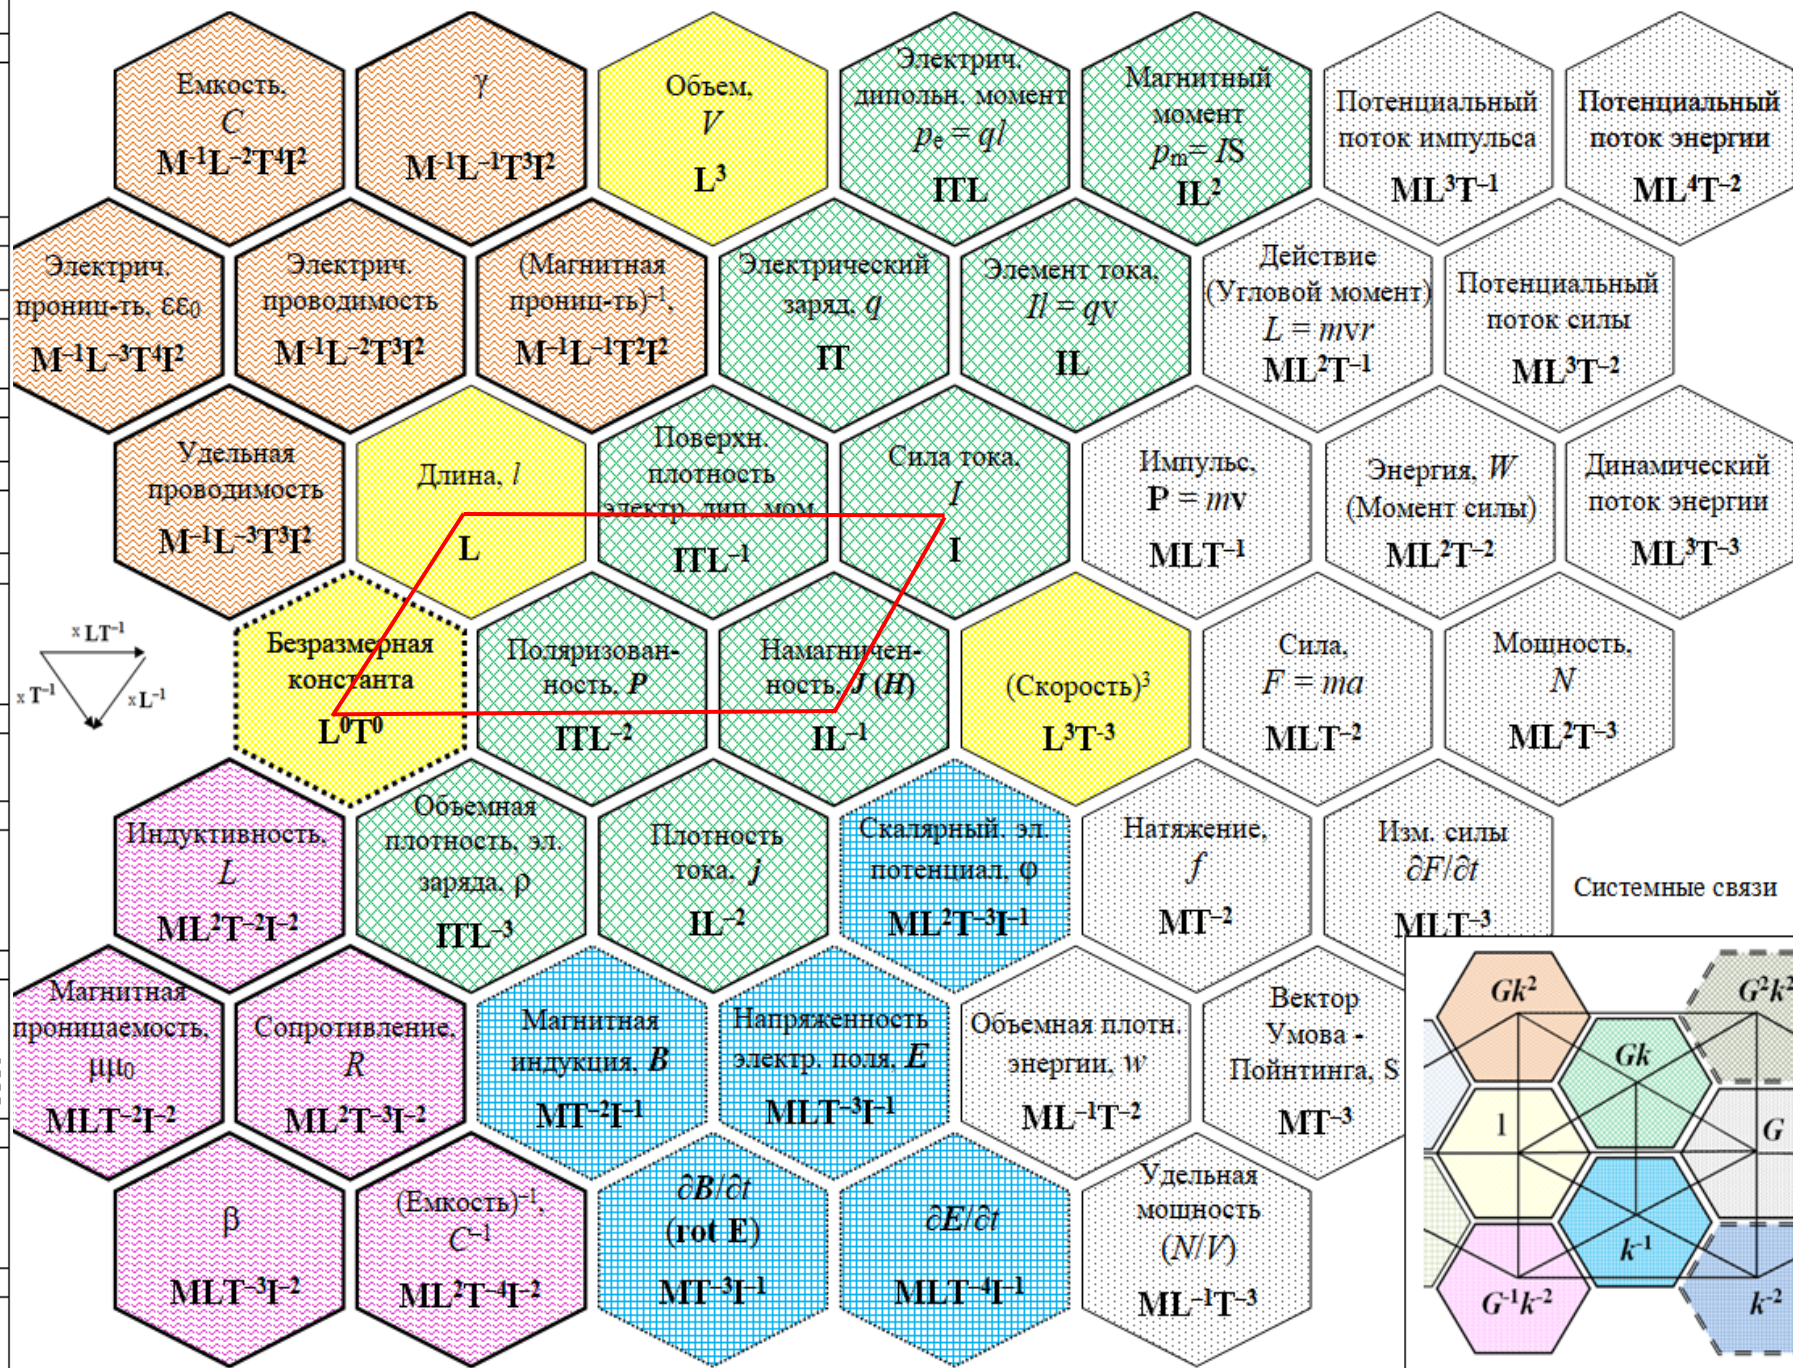 Емкость,
C
M⁻¹L⁻²T⁴I²
γ
M⁻¹L⁻¹T³I²
Объем,
V
L³
Электрич.
дипольн. момент
pₑ = ql
ITL
Магнитный
момент
pₘ= IS
IL²
Потенциальный
поток импульса
ML³T⁻¹
Потенциальный
поток энергии
ML⁴T⁻²
Электрич.
прониц-ть, εε₀
M⁻¹L⁻³T⁴I²
Электрич.
проводимость
M⁻¹L⁻²T³I²
(Магнитная
прониц-ть)⁻¹,
M⁻¹L⁻¹T²I²
Электрический
заряд, q
IT
Элемент тока,
Il = qv
IL
Действие
(Угловой момент)
L = mvr
ML²T⁻¹
Потенциальный
поток силы
ML³T⁻²
Удельная
проводимость
M⁻¹L⁻³T³I²
Длина, l
L
Поверхн.
плотность
электр. дип. мом.
ITL⁻¹
Сила тока,
I
I
Импульс,
P = mv
MLT⁻¹
Энергия, W
(Момент силы)
ML²T⁻²
Динамический
поток энергии
ML³T⁻³
x LT⁻¹
x T⁻¹
x L⁻¹
Безразмерная
константа
L⁰T⁰
Поляризован-
ность, P
ITL⁻²
Намагничен-
ность, J (H)
IL⁻¹
(Скорость)³
L³T⁻³
Сила,
F = ma
MLT⁻²
Мощность,
N
ML²T⁻³
Индуктивность,
L
ML²T⁻²I⁻²
Объемная
плотность, эл.
заряда, ρ
ITL⁻³
Плотность
тока, j
IL⁻²
Скалярный. эл.
потенциал, φ
ML²T⁻³I⁻¹
Натяжение,
f
MT⁻²
Изм. силы
∂F/∂t
MLT⁻³
Системные связи
Магнитная
проницаемость,
μμ₀
MLT⁻²I⁻²
Сопротивление,
R
ML²T⁻³I⁻²
Магнитная
индукция, B
MT⁻²I⁻¹
Напряженность
электр. поля, E
MLT⁻³I⁻¹
Объемная плотн.
энергии, w
ML⁻¹T⁻²
Вектор
Умова -
Пойнтинга, S
MT⁻³
β
MLT⁻³I⁻²
(Емкость)⁻¹,
C⁻¹
ML²T⁻⁴I⁻²
∂B/∂t
(rot E)
MT⁻³I⁻¹
∂E/∂t
MLT⁻⁴I⁻¹
Удельная
мощность
(N/V)
ML⁻¹T⁻³
Gk²
G²k²
Gk
1
G
k⁻¹
G⁻¹k⁻²
k⁻²